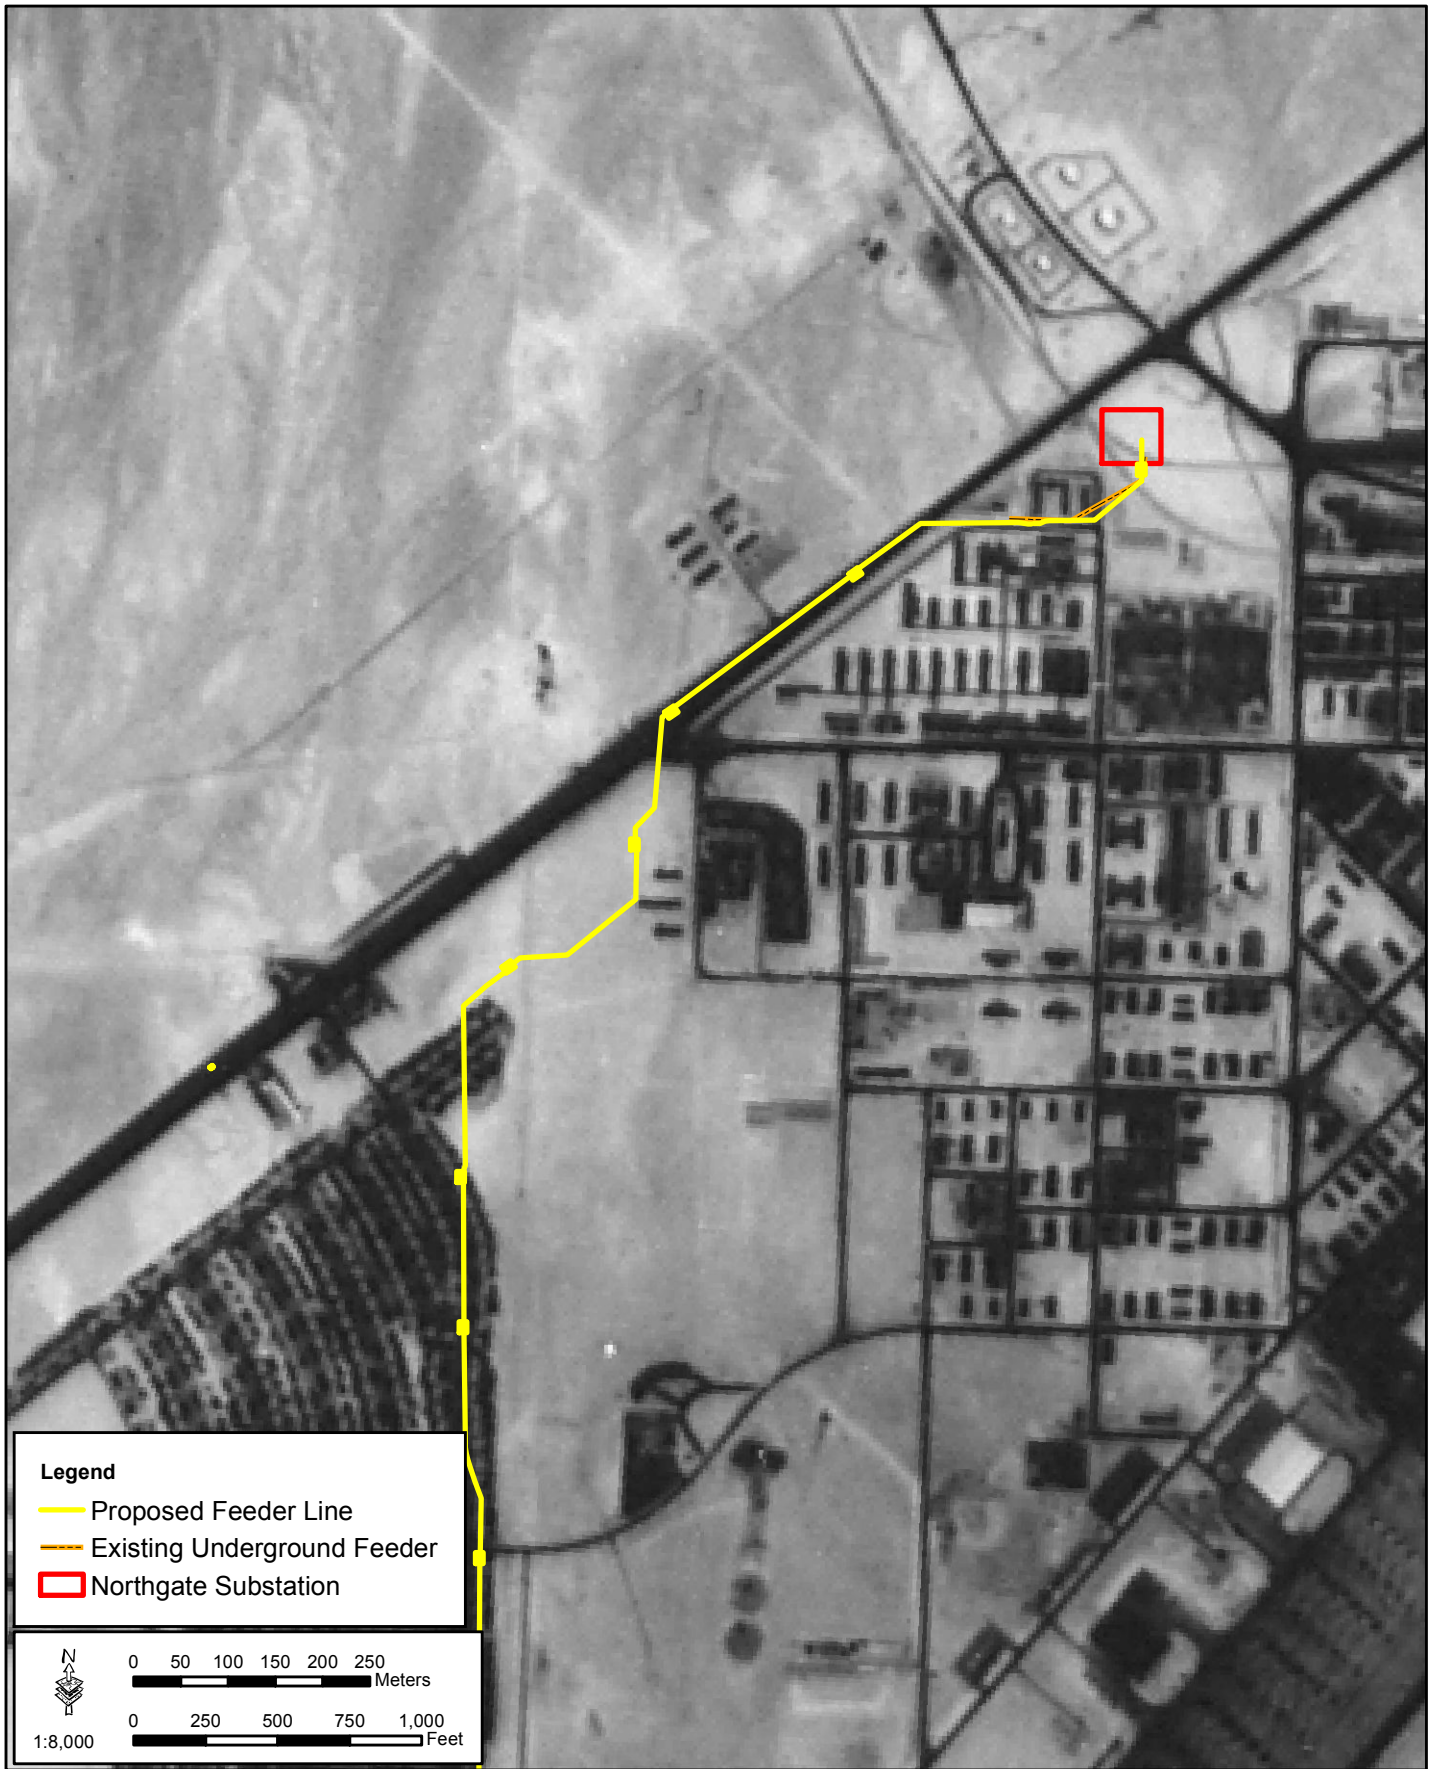 Legend
Proposed Feeder Line
Existing Underground Feeder
Northgate Substation
N
1:8,000
0 50 100 150 200 250
Meters
0 250 500 750 1,000
Feet